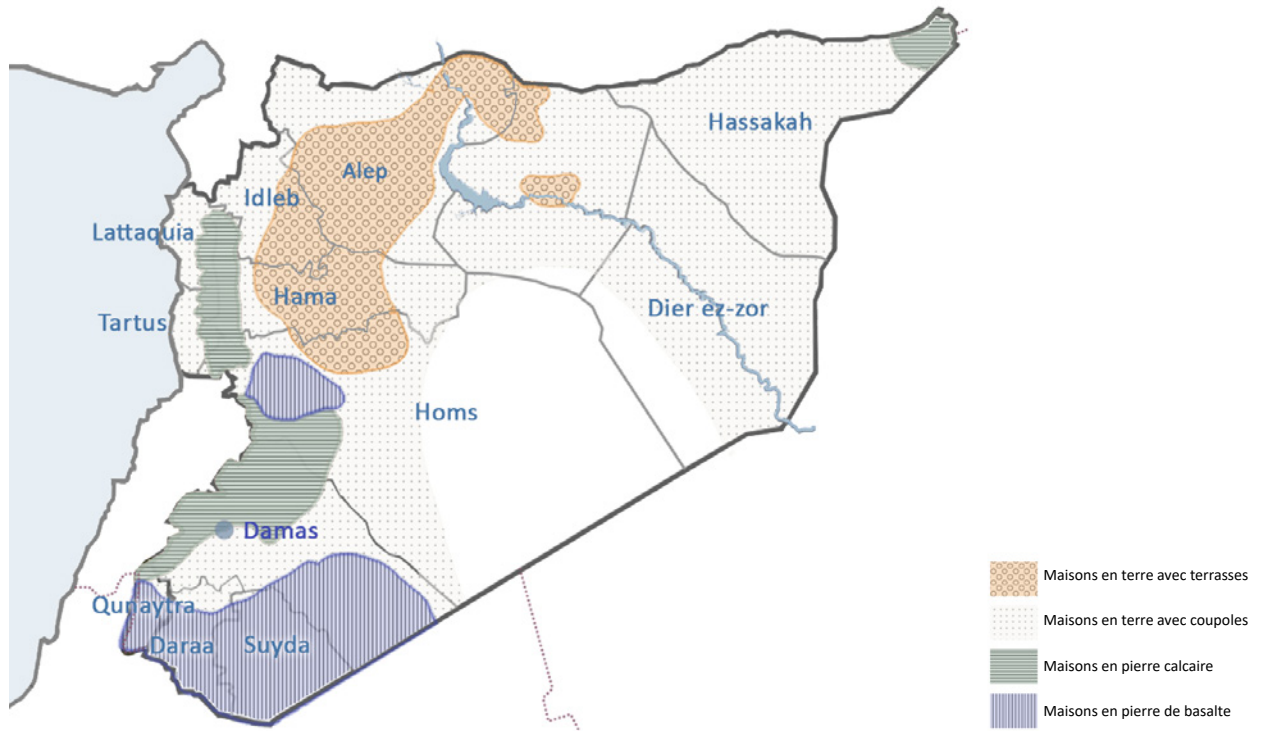 Hassakah
Alep
Idleb
Lattaquia
Hama
Dier ez-zor
Tartus
Homs
Damas
Qunaytra
Daraa
Suyda
Maisons en terre avec terrasses
Maisons en terre avec coupoles
Maisons en pierre calcaire
Maisons en pierre de basalte